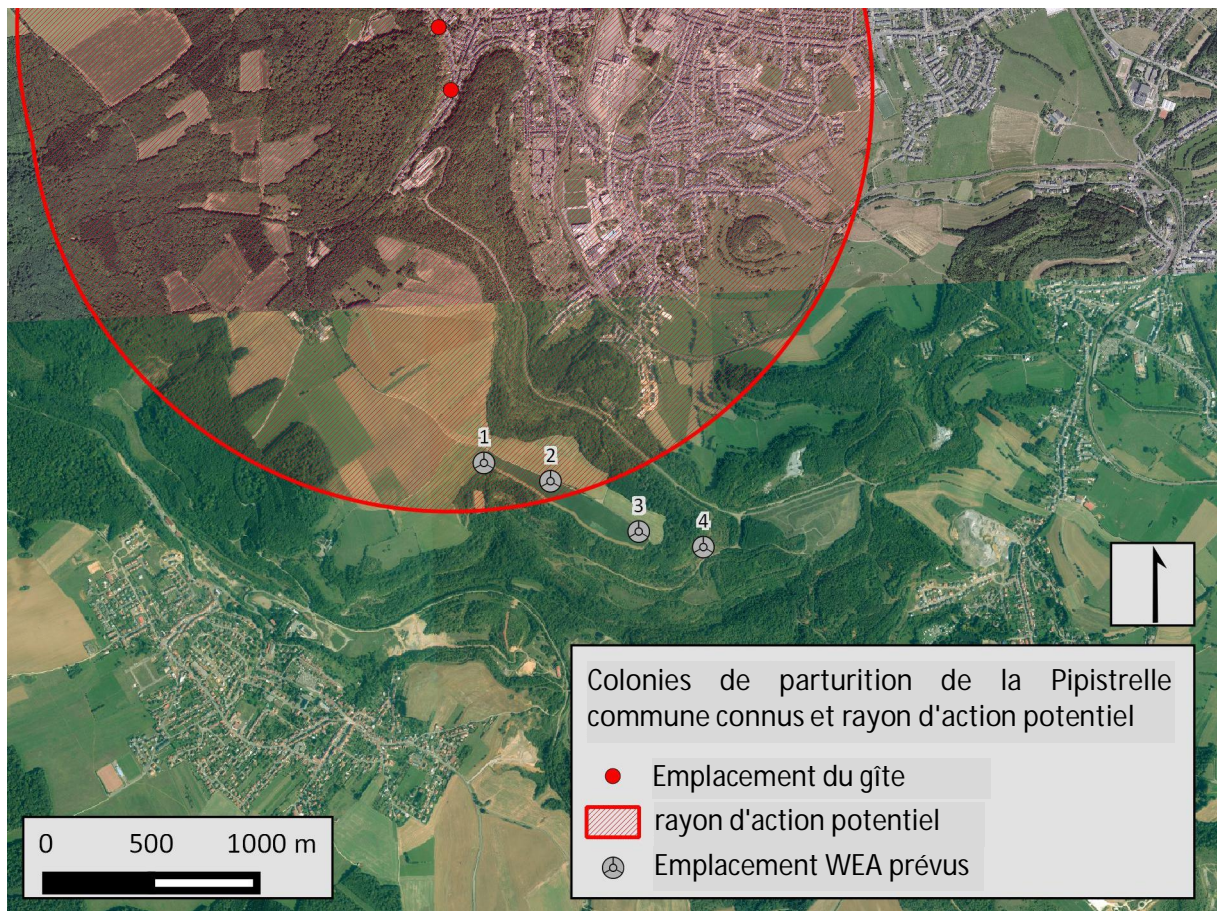 1
2
3
4
Colonies de parturition de la Pipistrelle
commune connus et rayon d'action potentiel
Emplacement du gîte
rayon d'action potentiel
Emplacement WEA prévus
0 500 1000 m